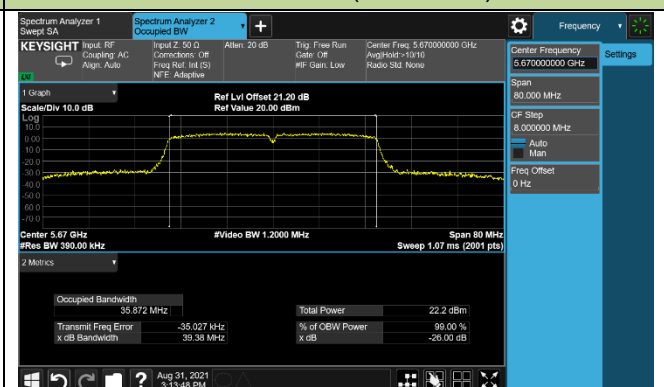 Spectrum Analyzer 1
Swept SA
Spectrum Analyzer 2
Occupied BW
+
Frequency
KEYSIGHT
Input: RF
Coupling: AC
Align: Auto
Input Z: 50 Ω
Corrections: Off
Freq Ref: Int (S)
NFE: Adaptive
Atten: 20 dB
Trig: Free Run
Gate: Off
#IF Gain: Low
Center Freq: 5.670000000 GHz
Avg|Hold:>10/10
Radio Std: None
LU
Center Frequency
5.670000000 GHz
Settings
Span
80.000 MHz
CF Step
8.000000 MHz
Auto
Man
Freq Offset
0 Hz
1 Graph
Scale/Div 10.0 dB
Ref Lvl Offset 21.20 dB
Ref Value 20.00 dBm
Log
10.0
0.00
-10.0
-20.0
-30.0
-40.0
-50.0
-60.0
-70.0
Center 5.67 GHz
#Video BW 1.2000 MHz
Span 80 MHz
#Res BW 390.00 kHz
Sweep 1.07 ms (2001 pts)
2 Metrics
Occupied Bandwidth
35.872 MHz
Total Power
22.2 dBm
Transmit Freq Error
-35.027 kHz
% of OBW Power
99.00 %
x dB Bandwidth
39.38 MHz
x dB
-26.00 dB
?
Aug 31, 2021
3:13:48 PM